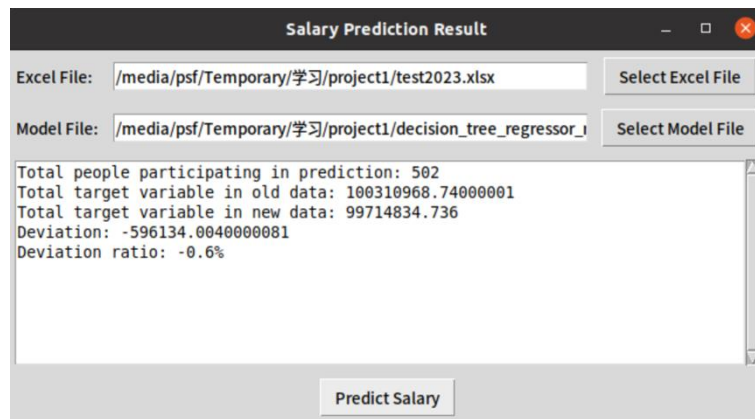 Salary Prediction Result
Excel File: /media/psf/Temporary/学习/project1/test2023.xlsx Select Excel File
Model File: /media/psf/Temporary/学习/project1/decision_tree_regressor_ Select Model File
Total people participating in prediction: 502
Total target variable in old data: 100310968.74000001
Total target variable in new data: 99714834.736
Deviation: -596134.0040000081
Deviation ratio: -0.6%
Predict Salary